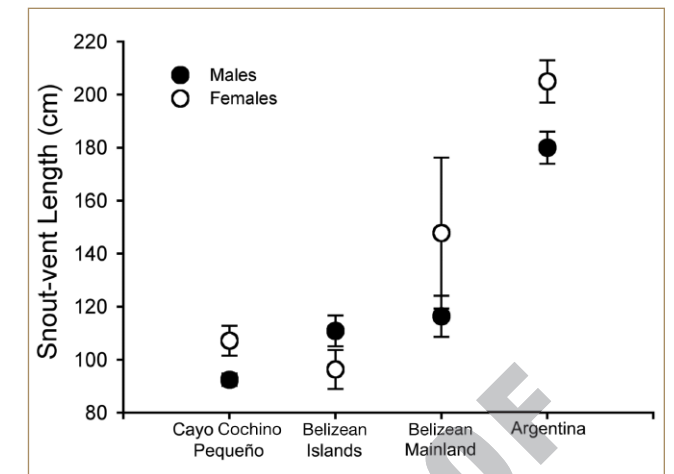 220
200
180
160
140
120
100
80
Snout-vent Length (cm)
Males
Females
Cayo Cochino
Pequeño
Belizean
Islands
Belizean
Mainland
Argentina
OF